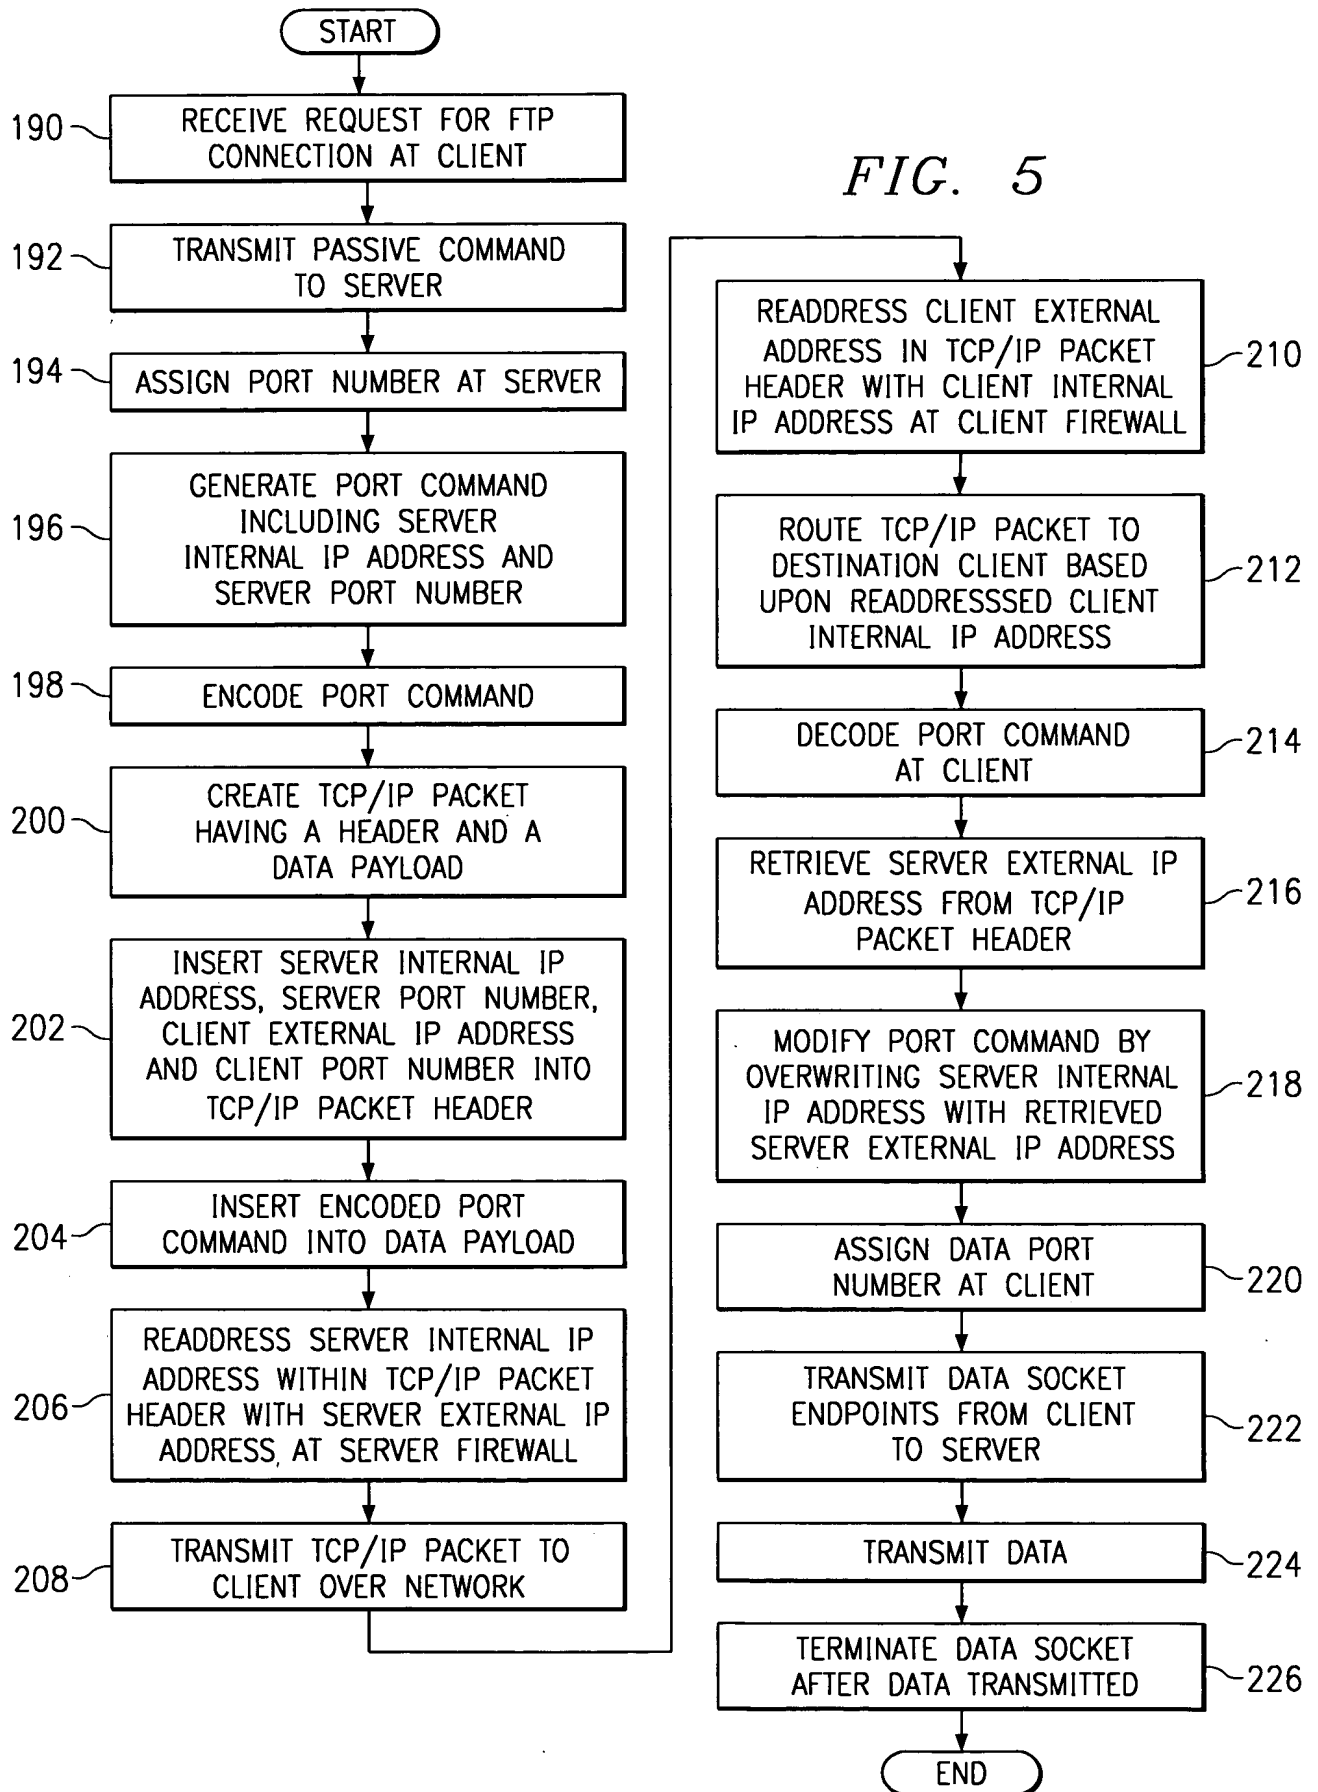 START
190
RECEIVE REQUEST FOR FTP
CONNECTION AT CLIENT
192
TRANSMIT PASSIVE COMMAND
TO SERVER
194
ASSIGN PORT NUMBER AT SERVER
196
GENERATE PORT COMMAND
INCLUDING SERVER
INTERNAL IP ADDRESS AND
SERVER PORT NUMBER
198
ENCODE PORT COMMAND
200
CREATE TCP/IP PACKET
HAVING A HEADER AND A
DATA PAYLOAD
202
INSERT SERVER INTERNAL IP
ADDRESS, SERVER PORT NUMBER,
CLIENT EXTERNAL IP ADDRESS
AND CLIENT PORT NUMBER INTO
TCP/IP PACKET HEADER
204
INSERT ENCODED PORT
COMMAND INTO DATA PAYLOAD
206
READDRESS SERVER INTERNAL IP
ADDRESS WITHIN TCP/IP PACKET
HEADER WITH SERVER EXTERNAL IP
ADDRESS, AT SERVER FIREWALL
208
TRANSMIT TCP/IP PACKET TO
CLIENT OVER NETWORK
FIG. 5
READDRESS CLIENT EXTERNAL
ADDRESS IN TCP/IP PACKET
HEADER WITH CLIENT INTERNAL
IP ADDRESS AT CLIENT FIREWALL
210
ROUTE TCP/IP PACKET TO
DESTINATION CLIENT BASED
UPON READDRESSSED CLIENT
INTERNAL IP ADDRESS
212
DECODE PORT COMMAND
AT CLIENT
214
RETRIEVE SERVER EXTERNAL IP
ADDRESS FROM TCP/IP
PACKET HEADER
216
MODIFY PORT COMMAND BY
OVERWRITING SERVER INTERNAL
IP ADDRESS WITH RETRIEVED
SERVER EXTERNAL IP ADDRESS
218
ASSIGN DATA PORT
NUMBER AT CLIENT
220
TRANSMIT DATA SOCKET
ENDPOINTS FROM CLIENT
TO SERVER
222
TRANSMIT DATA
224
TERMINATE DATA SOCKET
AFTER DATA TRANSMITTED
226
END